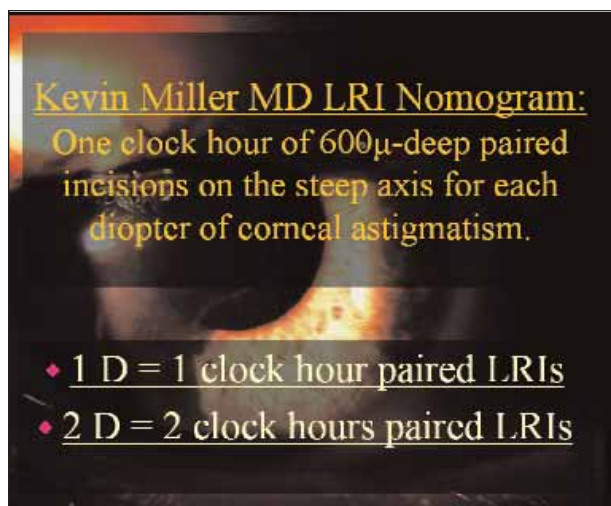 Kevin Miller MD LRI Nomogram:
One clock hour of 600µ-deep paired
incisions on the steep axis for each
diopter of corneal astigmatism.
1 D = 1 clock hour paired LRIs
2 D = 2 clock hours paired LRIs